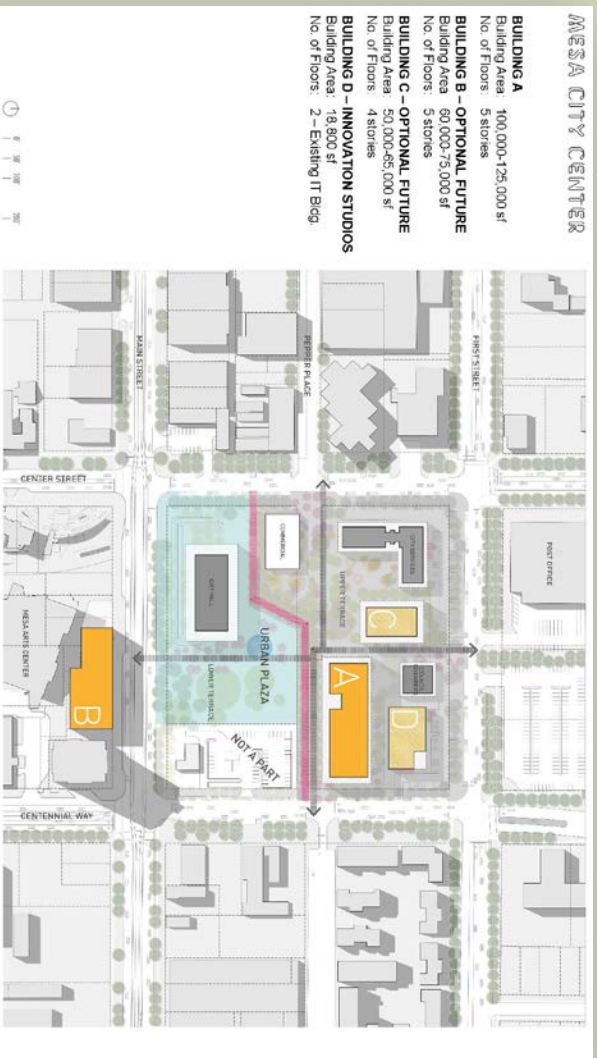 MESA CITY CENTER
BUILDING A
Building Area: 100,000-125,000 sf
No. of Floors: 5 stories
BUILDING B – OPTIONAL FUTURE
Building Area 60,000-75,000 sf
No. of Floors: 5 stories
BUILDING C – OPTIONAL FUTURE
Building Area: 50,000-65,000 sf
No. of Floors: 4 stories
BUILDING D – INNOVATION STUDIOS
Building Area: 18,800 sf
No. of Floors: 2 – Existing IT Bldg.
FIRST STREET
PEPPER PLACE
MAIN STREET
CENTER STREET
POST OFFICE
CITY SERVICES
UPPER TERRACE
COMMERCIAL
C
D
A
CITY HALL
URBAN PLAZA
LOWER TERRACE
NOT A PART
MESA ARTS CENTER
B
CENTENNIAL WAY